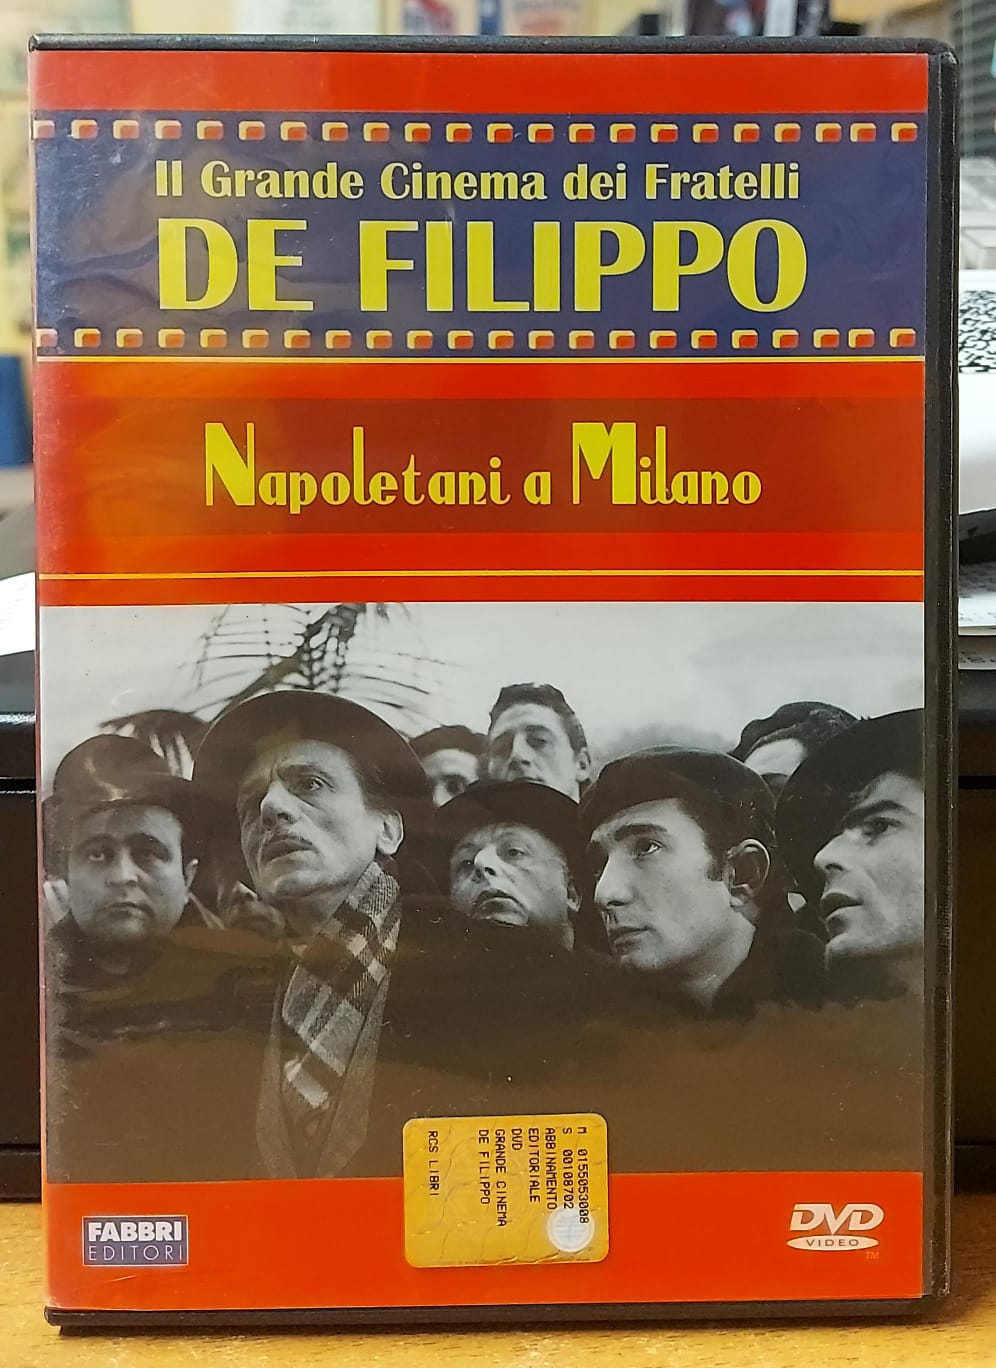 Il Grande Cinema dei Fratelli
DE FILIPPO
Napoletani a Milano
M 0155053008
S 00108702
ABBINAMENTO
EDITORIALE
DVD
GRANDE CINEMA
DE FILIPPO
RCS LIBRI
FABBRI
EDITORI
DVD
VIDEO
TM